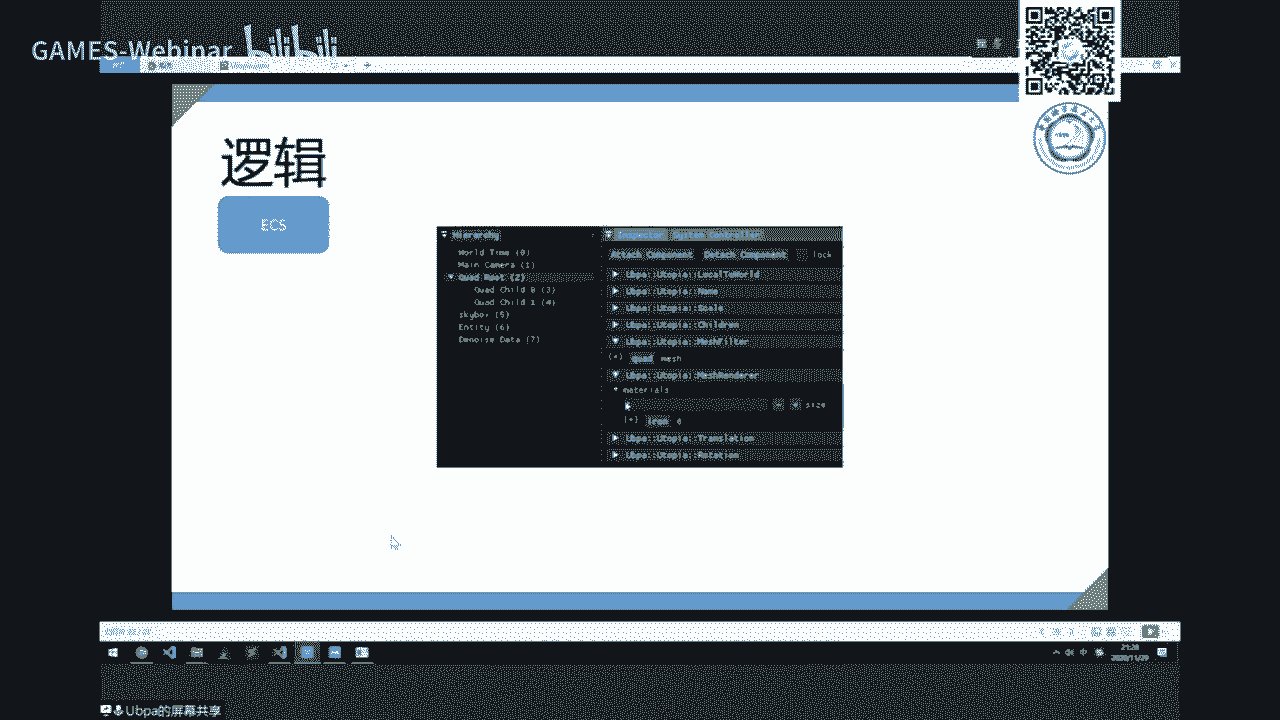 GAMES-Webinar bilibili
逻辑
ECS
Hierarchy
World Time (0)
Main Camera (1)
Quad Root (2)
Quad Child 0 (3)
Quad Child 1 (4)
skybox (5)
Entity (6)
Denoise Data (7)
Inspector System Controller
Attach Component Detach Component lock
Ubpa::Utopia::LocalToWorld
Ubpa::Utopia::Name
Ubpa::Utopia::Scale
Ubpa::Utopia::Children
Ubpa::Utopia::MeshFilter
(*) quad mesh
Ubpa::Utopia::MeshRenderer
materials
- + size
(*) iron 0
Ubpa::Utopia::Translation
Ubpa::Utopia::Rotation
21:28
2020/11/29
Ubpa的屏幕共享